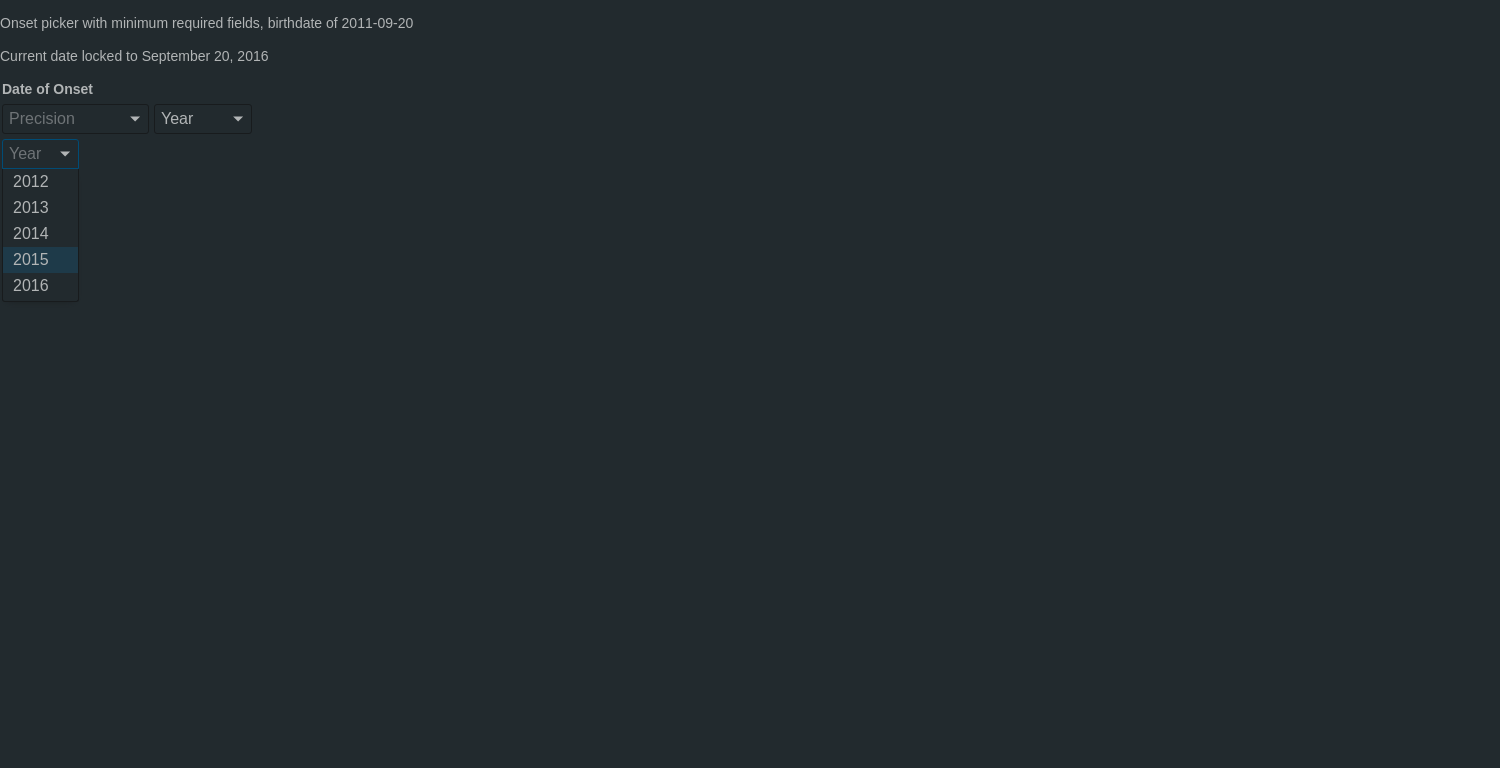 Onset picker with minimum required fields, birthdate of 2011-09-20
Current date locked to September 20, 2016
Date of Onset
Precision Year
Year
2012
2013
2014
2015
2016